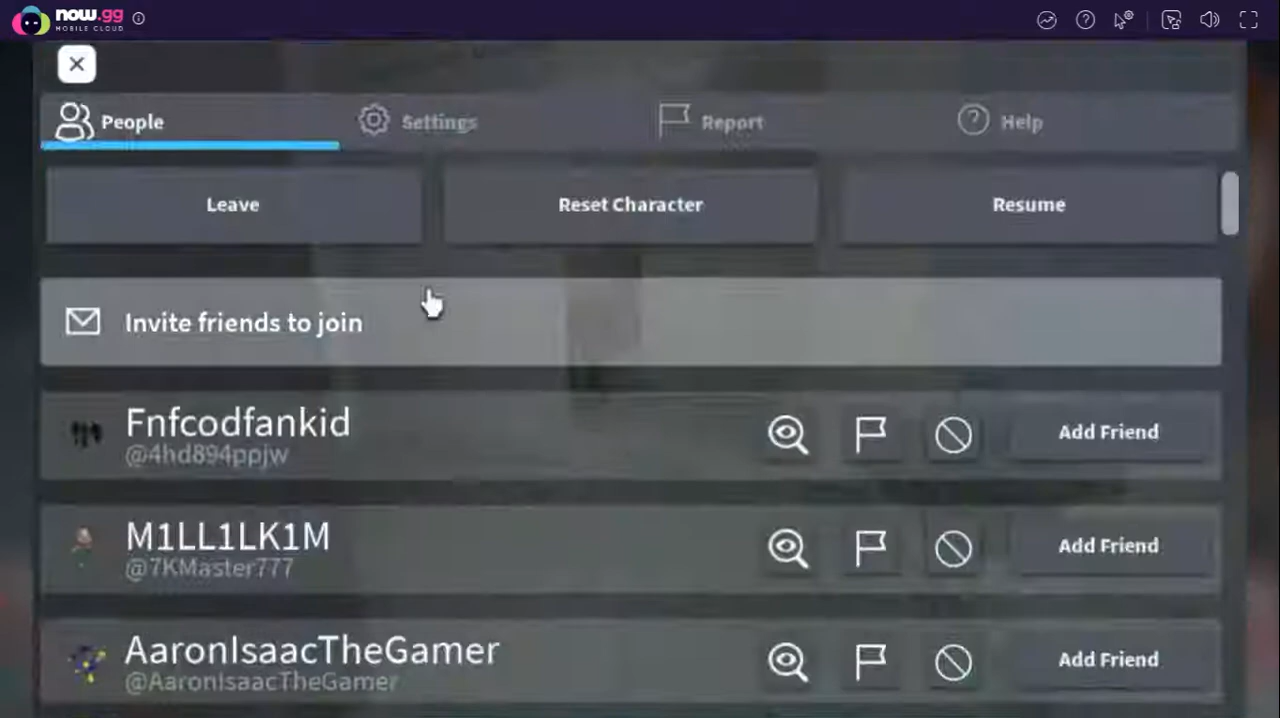 now.gg
MOBILE CLOUD
People
Settings
Report
Help
Leave
Reset Character
Resume
Invite friends to join
Fnfcodfankid
@4hd894ppjw
Add Friend
M1LL1LK1M
@7KMaster777
Add Friend
AaronIsaacTheGamer
@AaronIsaacTheGamer
Add Friend